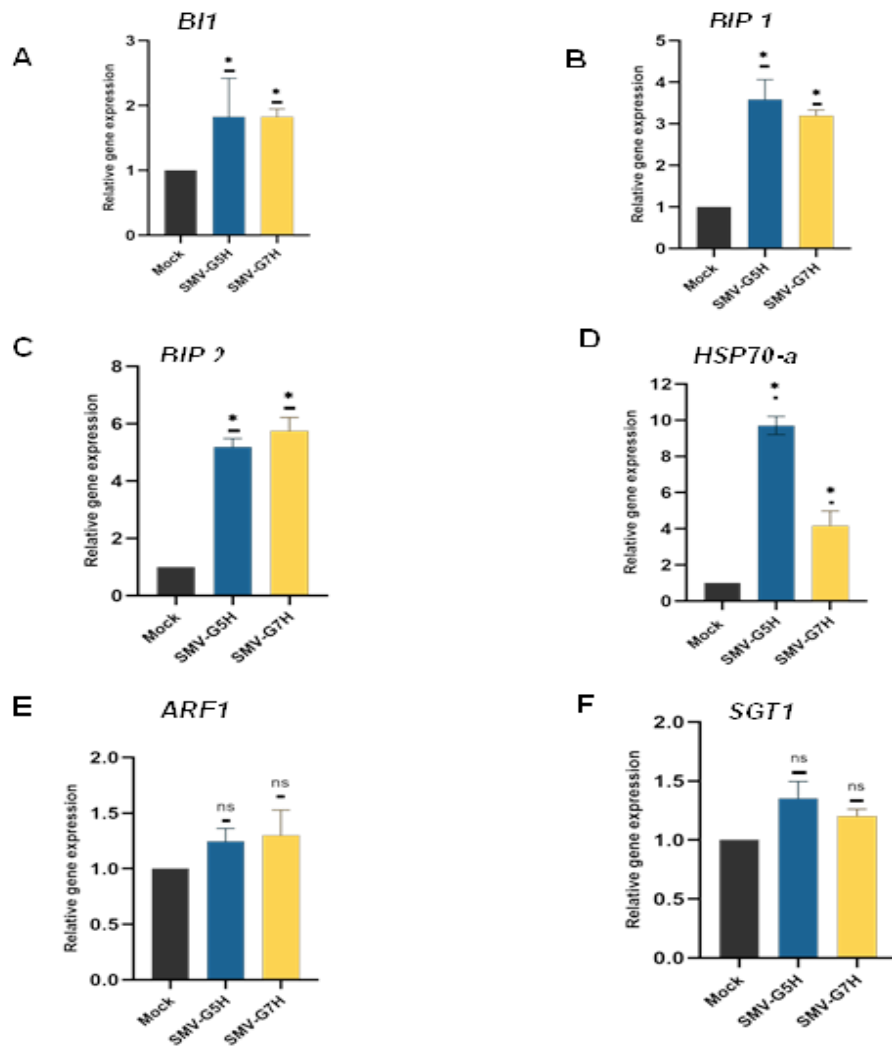 A
BI1
Relative gene expression
3
2
1
0
Mock
SMV-G5H
SMV-G7H
*
*
B
BIP 1
Relative gene expression
5
4
3
2
1
0
Mock
SMV-G5H
SMV-G7H
*
*
C
BIP 2
Relative gene expression
8
6
4
2
0
Mock
SMV-G5H
SMV-G7H
*
*
D
HSP70-a
Relative gene expression
12
10
8
6
4
2
0
Mock
SMV-G5H
SMV-G7H
*
*
E
ARF1
Relative gene expression
2.0
1.5
1.0
0.5
0.0
Mock
SMV-G5H
SMV-G7H
ns
ns
F
SGT1
Relative gene expression
2.0
1.5
1.0
0.5
0.0
Mock
SMV-G5H
SMV-G7H
ns
ns